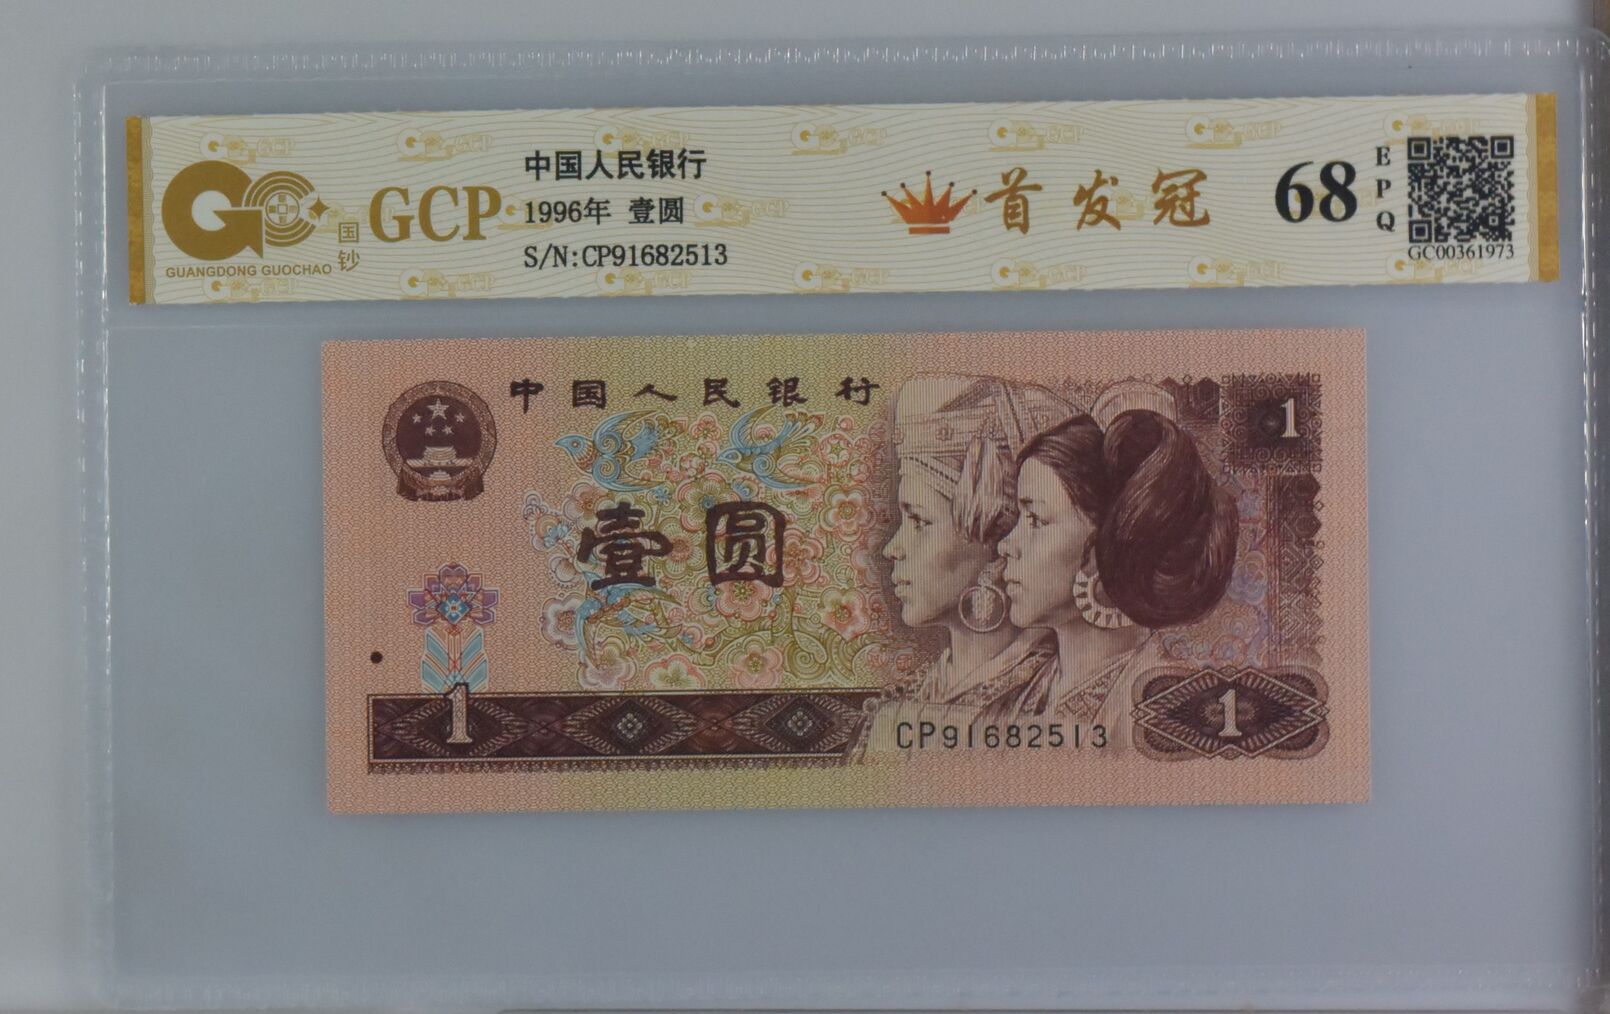 GCP
国钞
GUANGDONG GUOCHAO
中国人民银行
1996年 壹圆
S/N:CP91682513
首发冠
68
EPQ
GC00361973
中国人民银行
1
壹圆
1
CP91682513
1